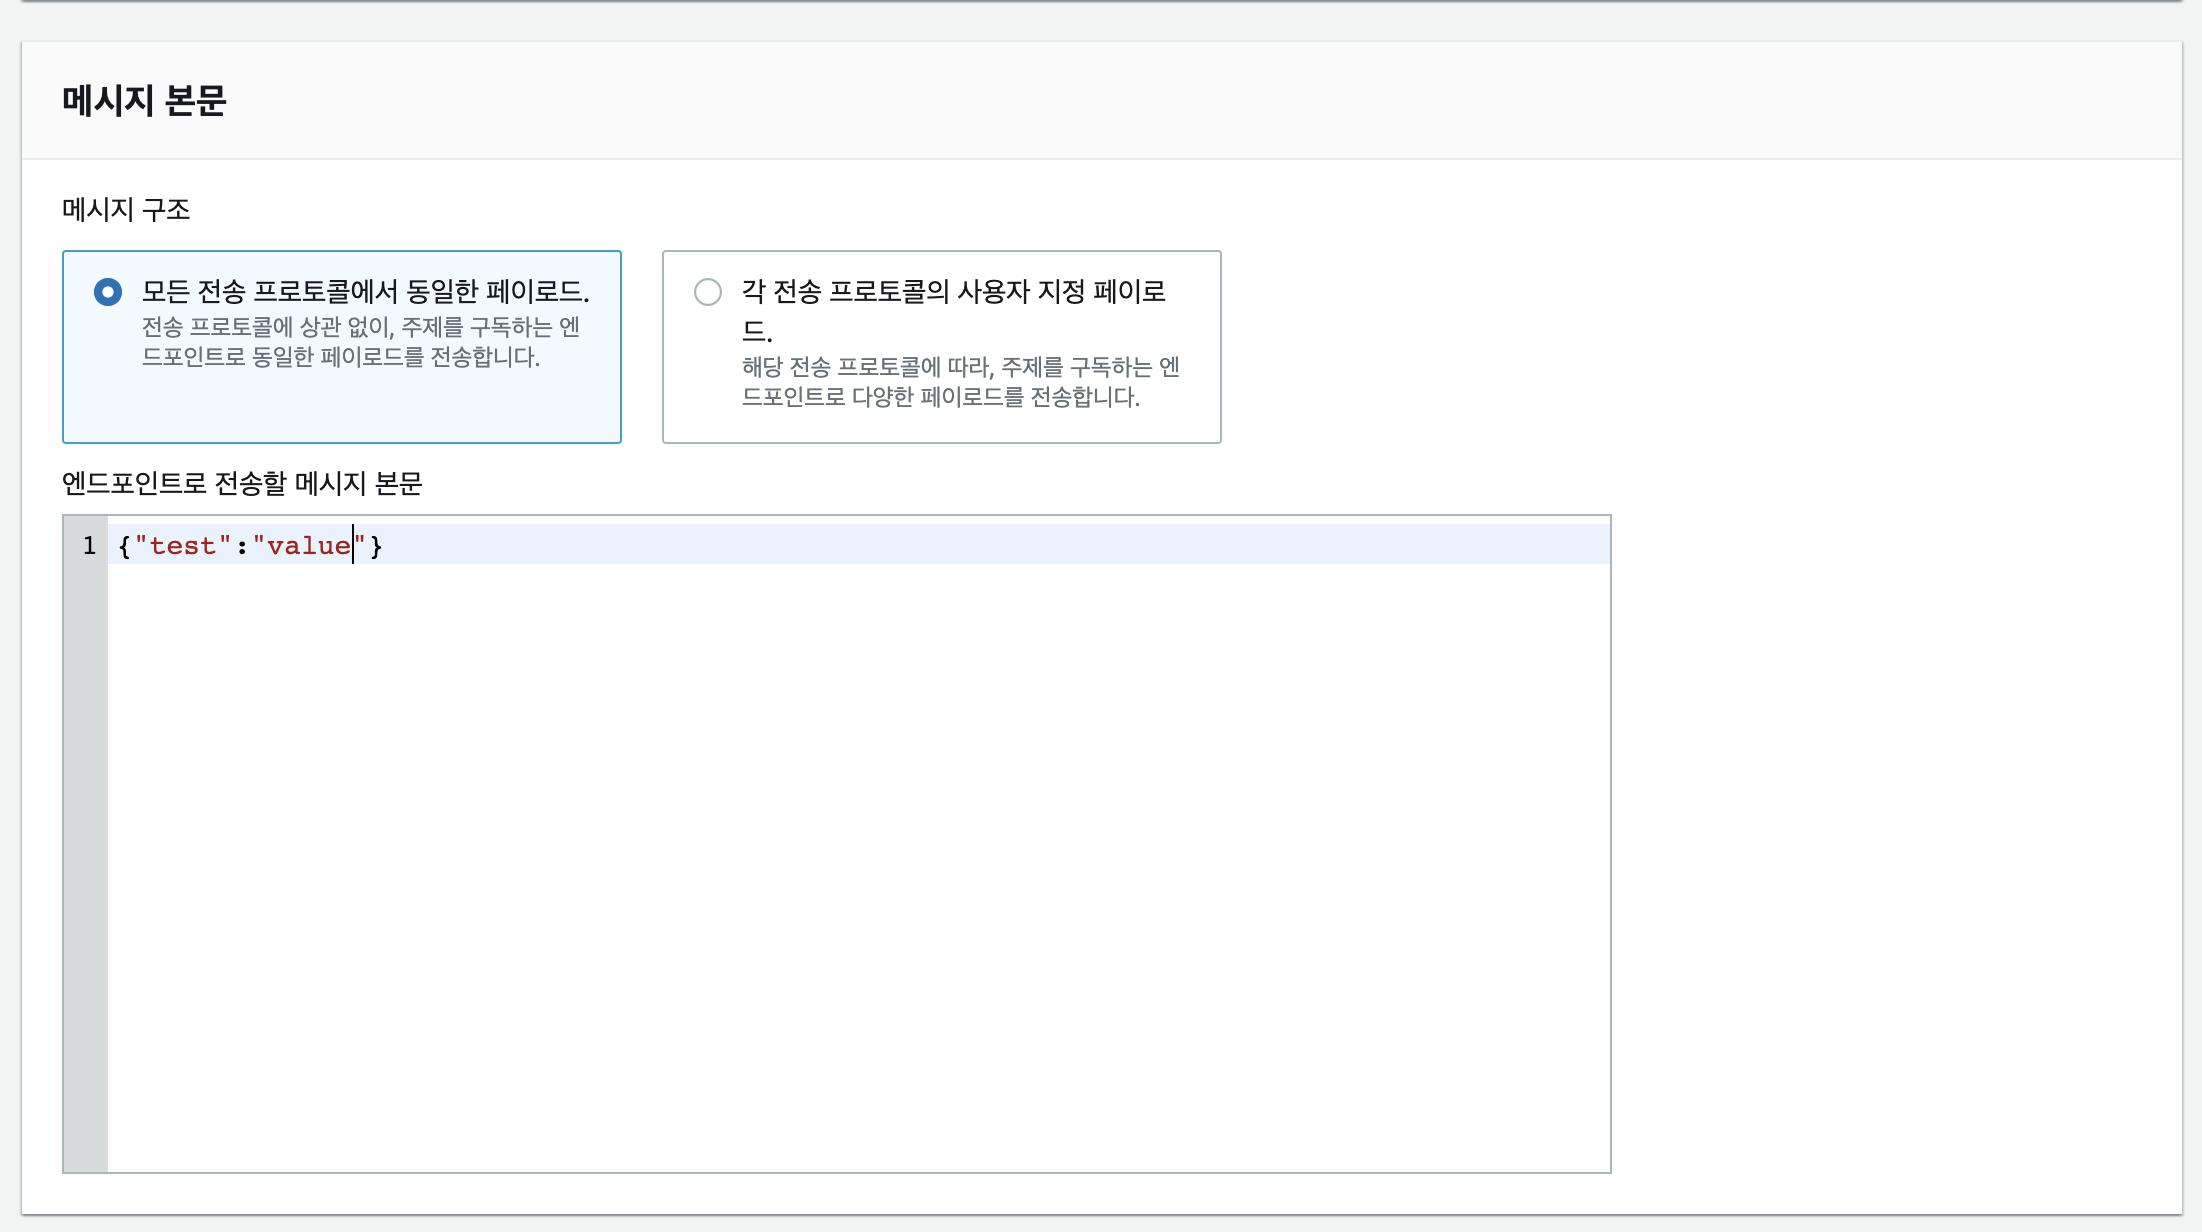 메시지 본문
메시지 구조
모든 전송 프로토콜에서 동일한 페이로드.
전송 프로토콜에 상관 없이, 주제를 구독하는 엔
드포인트로 동일한 페이로드를 전송합니다.
각 전송 프로토콜의 사용자 지정 페이로
드.
해당 전송 프로토콜에 따라, 주제를 구독하는 엔
드포인트로 다양한 페이로드를 전송합니다.
엔드포인트로 전송할 메시지 본문
1 {"test":"value"}